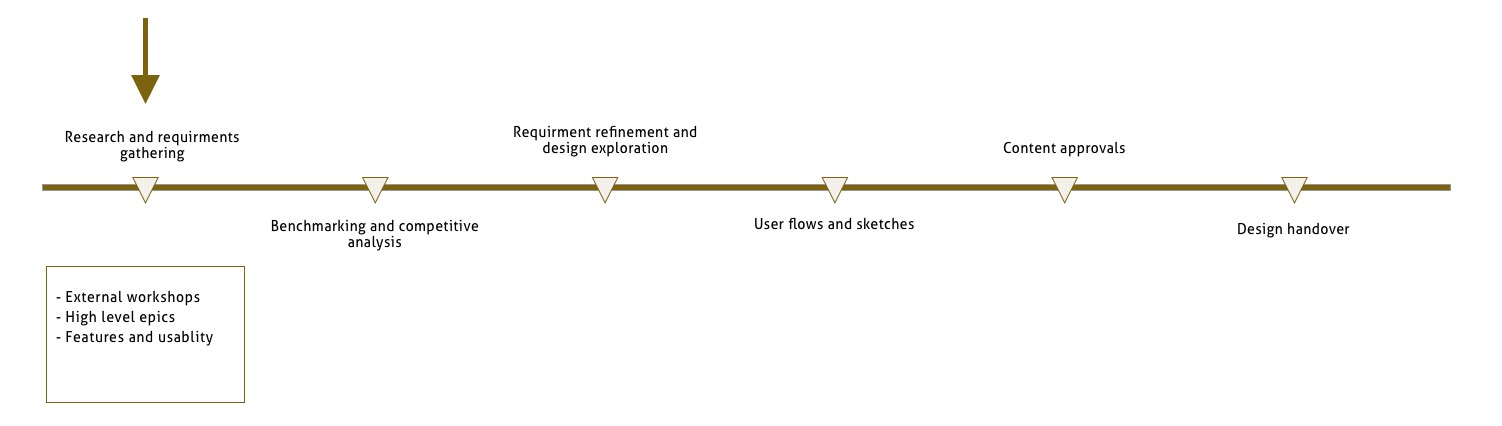 Research and requirments
gathering
Benchmarking and competitive
analysis
Requirment refinement and
design exploration
User flows and sketches
Content approvals
Design handover
- External workshops
- High level epics
- Features and usablity